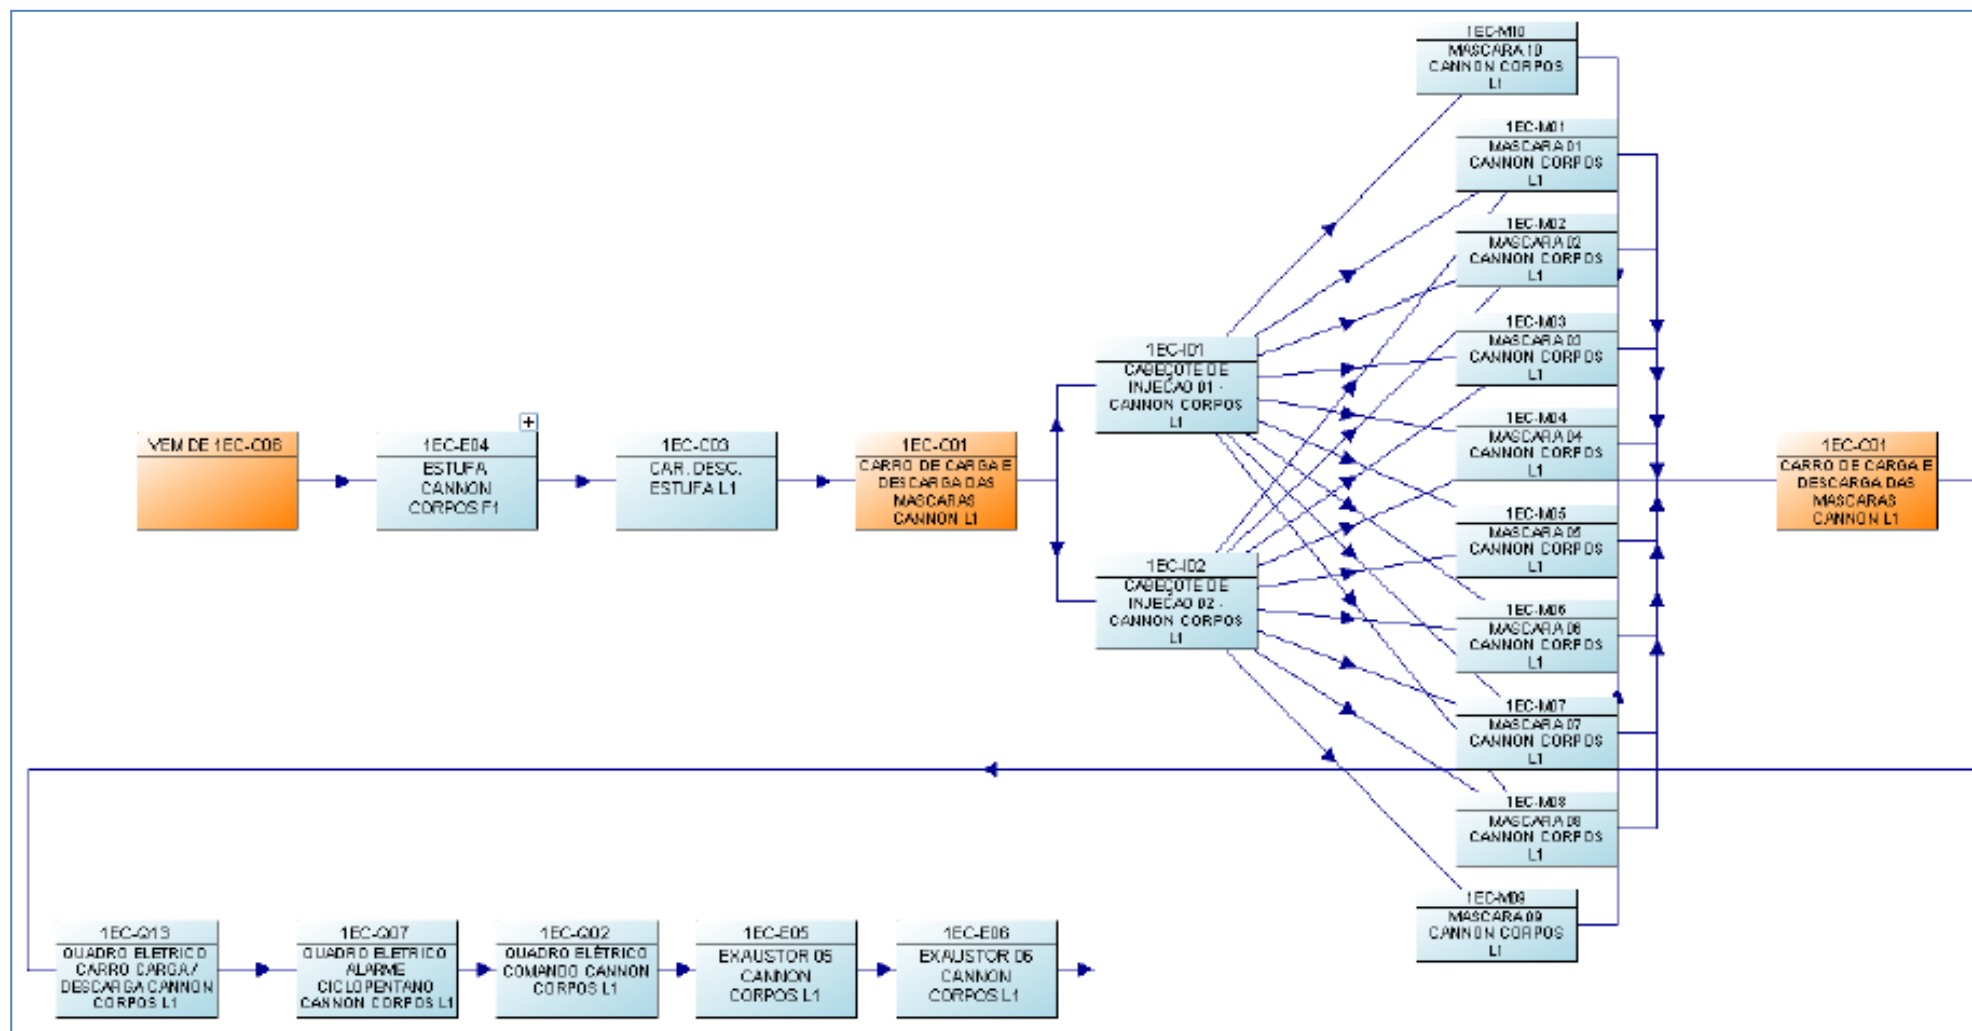 1EC-M10
MASCARA 10
CANNON CORPOS
L1
1EC-M01
MASCARA 01
CANNON CORPOS
L1
1EC-M02
MASCARA 02
CANNON CORPOS
L1
1EC-M03
MASCARA 03
CANNON CORPOS
L1
1EC-M04
MASCARA 04
CANNON CORPOS
L1
1EC-M05
MASCARA 05
CANNON CORPOS
L1
1EC-M06
MASCARA 06
CANNON CORPOS
L1
1EC-M07
MASCARA 07
CANNON CORPOS
L1
1EC-M08
MASCARA 08
CANNON CORPOS
L1
1EC-M09
MASCARA 09
CANNON CORPOS
L1
VEM DE 1EC-C08
1EC-E04
ESTUFA
CANNON
CORPOS F1
1EC-C03
CAR. DESC.
ESTUFA L1
1EC-C01
CARRO DE CARGA E
DESCARGA DAS
MASCARAS
CANNON L1
1EC-I01
CABEÇOTE DE
INJEÇAO 01 -
CANNON CORPOS
L1
1EC-I02
CABEÇOTE DE
INJEÇAO 02 -
CANNON CORPOS
L1
1EC-C01
CARRO DE CARGA E
DESCARGA DAS
MASCARAS
CANNON L1
1EC-Q13
QUADRO ELETRICO
CARRO CARGA/
DESCARGA CANNON
CORPOS L1
1EC-Q07
QUADRO ELETRICO
ALARME
CICLOPENTANO
CANNON CORPOS L1
1EC-Q02
QUADRO ELÉTRICO
COMANDO CANNON
CORPOS L1
1EC-E05
EXAUSTOR 05
CANNON
CORPOS L1
1EC-E06
EXAUSTOR 06
CANNON
CORPOS L1